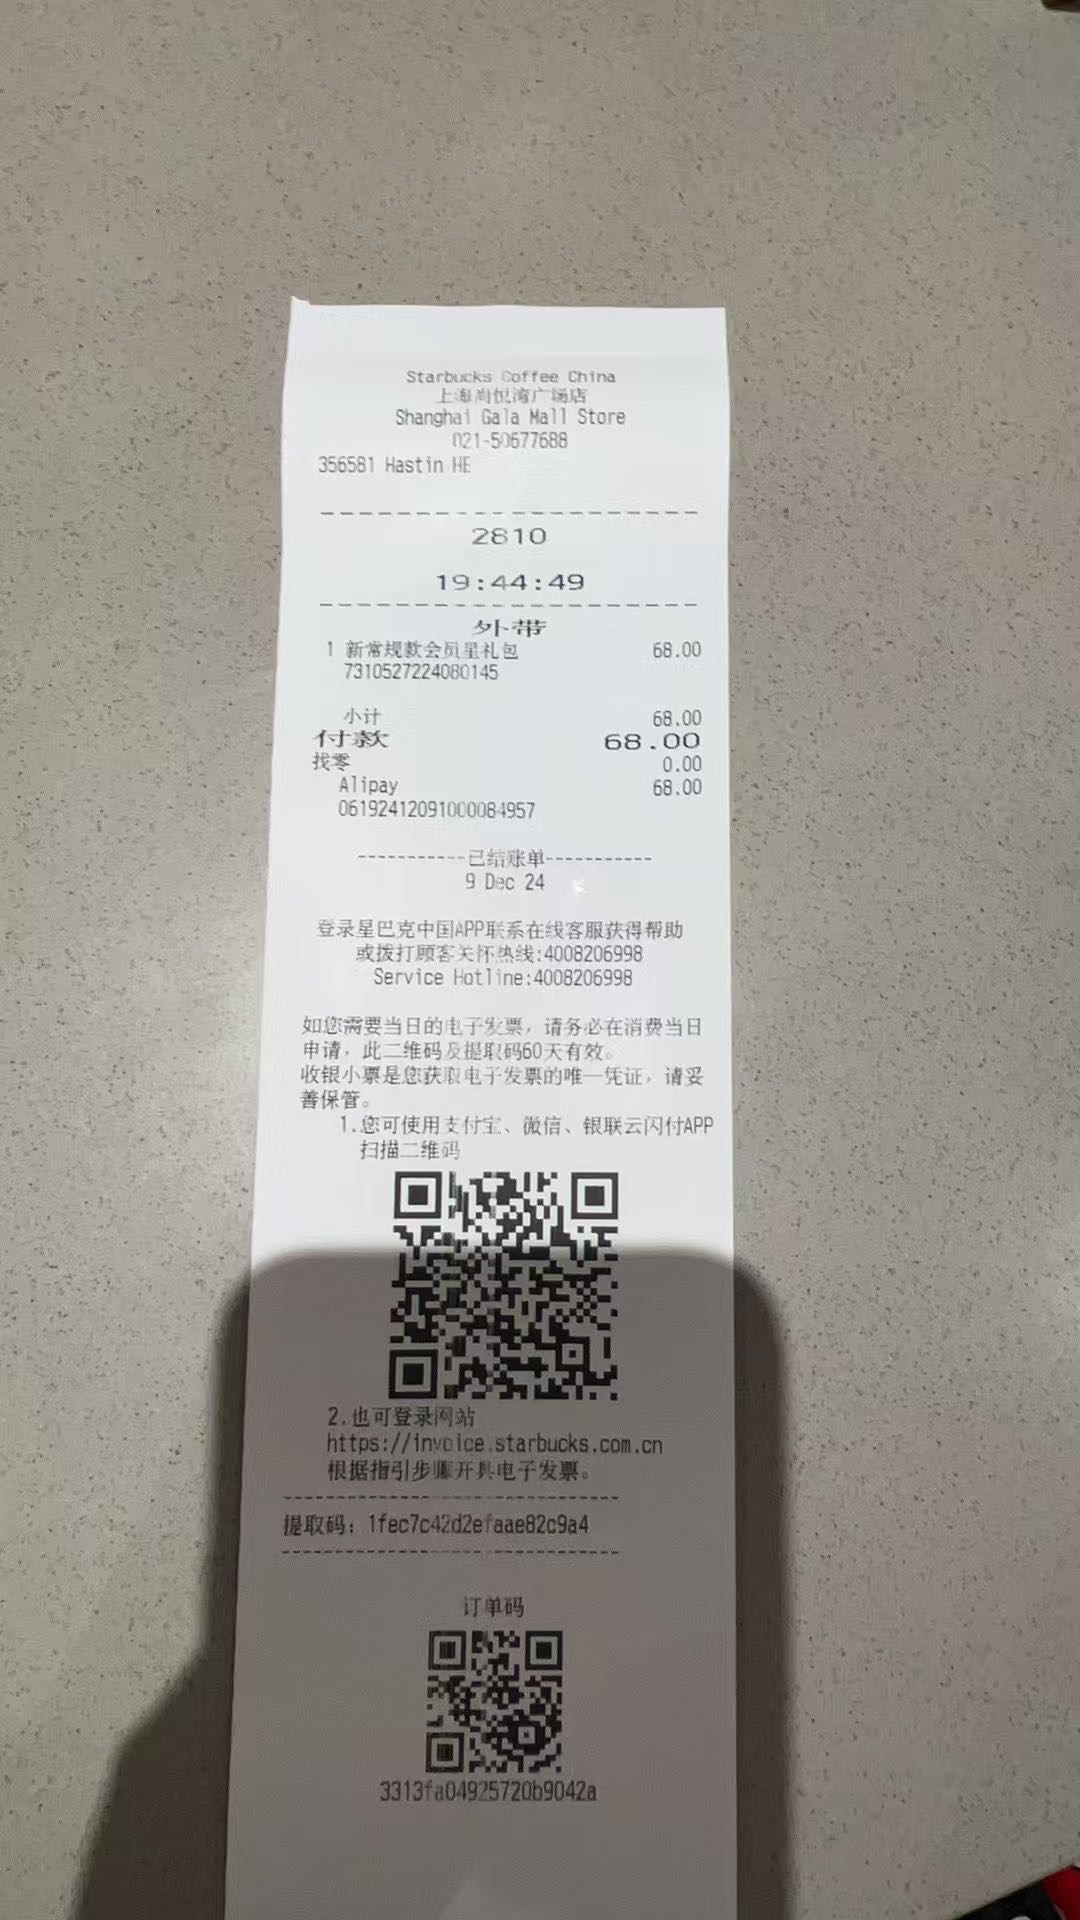 Starbucks Coffee China
上海尚悦湾广场店
Shanghai Gala Mall Store
021-50677688
356581 Hastin HE
2810
19:44:49
外带
1 新常规款会员星礼包 68.00
7310527224080145
小计 68.00
付款 68.00
找零 0.00
Alipay 68.00
06192412091000084957
-----------已结账单-----------
9 Dec 24
登录星巴克中国APP联系在线客服获得帮助
或拨打顾客关怀热线:4008206998
Service Hotline:4008206998
如您需要当日的电子发票，请务必在消费当日
申请，此二维码及提取码60天有效。
收银小票是您获取电子发票的唯一凭证，请妥
善保管。
1.您可使用支付宝、微信、银联云闪付APP
扫描二维码
2.也可登录网站
https://invoice.starbucks.com.cn
根据指引步骤开具电子发票。
提取码：1fec7c42d2efaae82c9a4
订单码
3313fa04925720b9042a